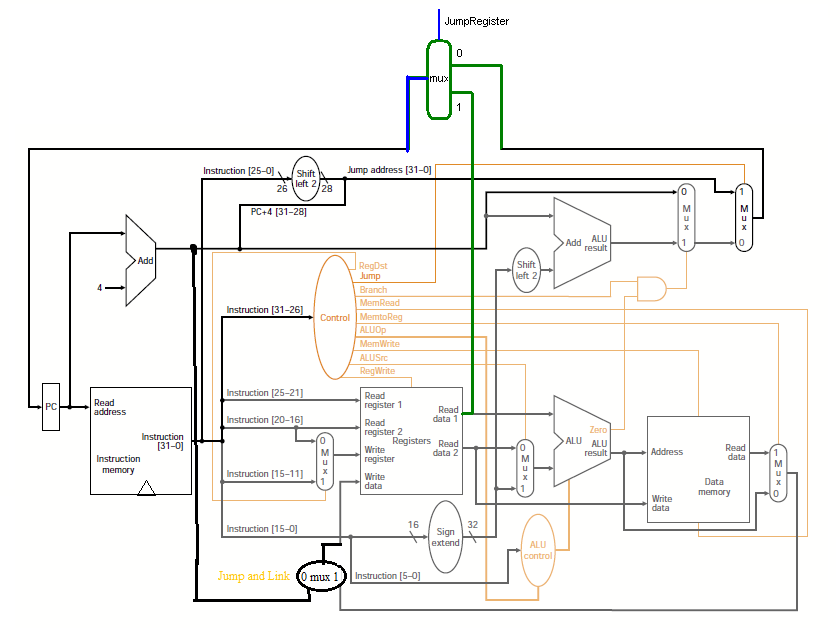 JumpRegister
0
mux
1
Instruction [25–0]
Shift
left 2
Jump address [31–0]
26
28
PC+4 [31–28]
0
M
u
x
1
1
M
u
x
0
Add
ALU
result
Add
4
Shift
left 2
RegDst
Jump
Branch
MemRead
MemtoReg
ALUOp
MemWrite
ALUSrc
RegWrite
Control
Instruction [31–26]
PC
Read
address
Instruction
[31–0]
Instruction
memory
Instruction [25–21]
Instruction [20–16]
Instruction [15–11]
Instruction [15–0]
0
M
u
x
1
Read
register 1
Read
register 2
Write
register
Write
data
Registers
Read
data 1
Read
data 2
0
M
u
x
1
Zero
ALU
ALU
result
Address
Read
data
Data
memory
Write
data
1
M
u
x
0
16
Sign
extend
32
ALU
control
Instruction [5–0]
Jump and Link
0 mux 1